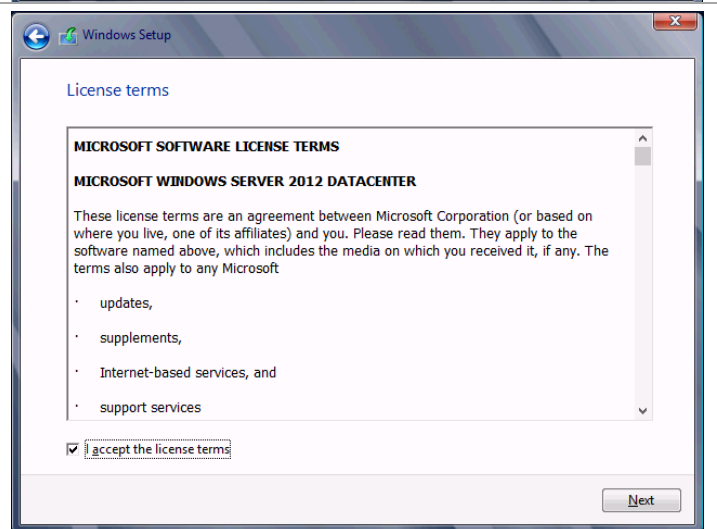 Windows Setup
License terms
MICROSOFT SOFTWARE LICENSE TERMS
MICROSOFT WINDOWS SERVER 2012 DATACENTER
These license terms are an agreement between Microsoft Corporation (or based on
where you live, one of its affiliates) and you. Please read them. They apply to the
software named above, which includes the media on which you received it, if any. The
terms also apply to any Microsoft
· updates,
· supplements,
· Internet-based services, and
· support services
I accept the license terms
Next